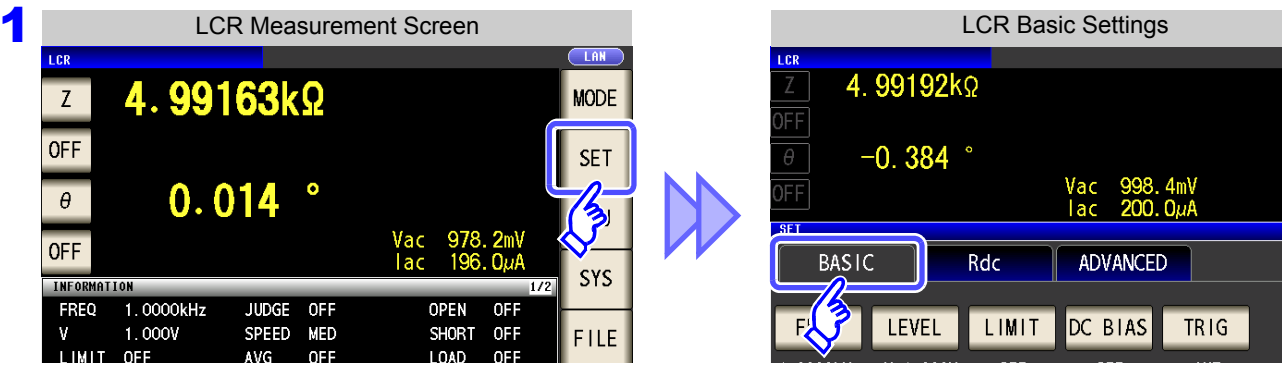 1
LCR Measurement Screen
LCR
LAN
Z
4.99163kΩ
MODE
OFF
SET
θ
0.014 °
OFF
Vac 978.2mV
Iac 196.0µA
SYS
INFORMATION 1/2
FREQ 1.0000kHz JUDGE OFF OPEN OFF
V 1.000V SPEED MED SHORT OFF
FILE
LIMIT OFF AVG OFF LOAD OFF
LCR Basic Settings
LCR
Z
4.99192kΩ
OFF
θ
-0.384 °
OFF
Vac 998.4mV
Iac 200.0µA
SET
BASIC Rdc ADVANCED
LEVEL LIMIT DC BIAS TRIG